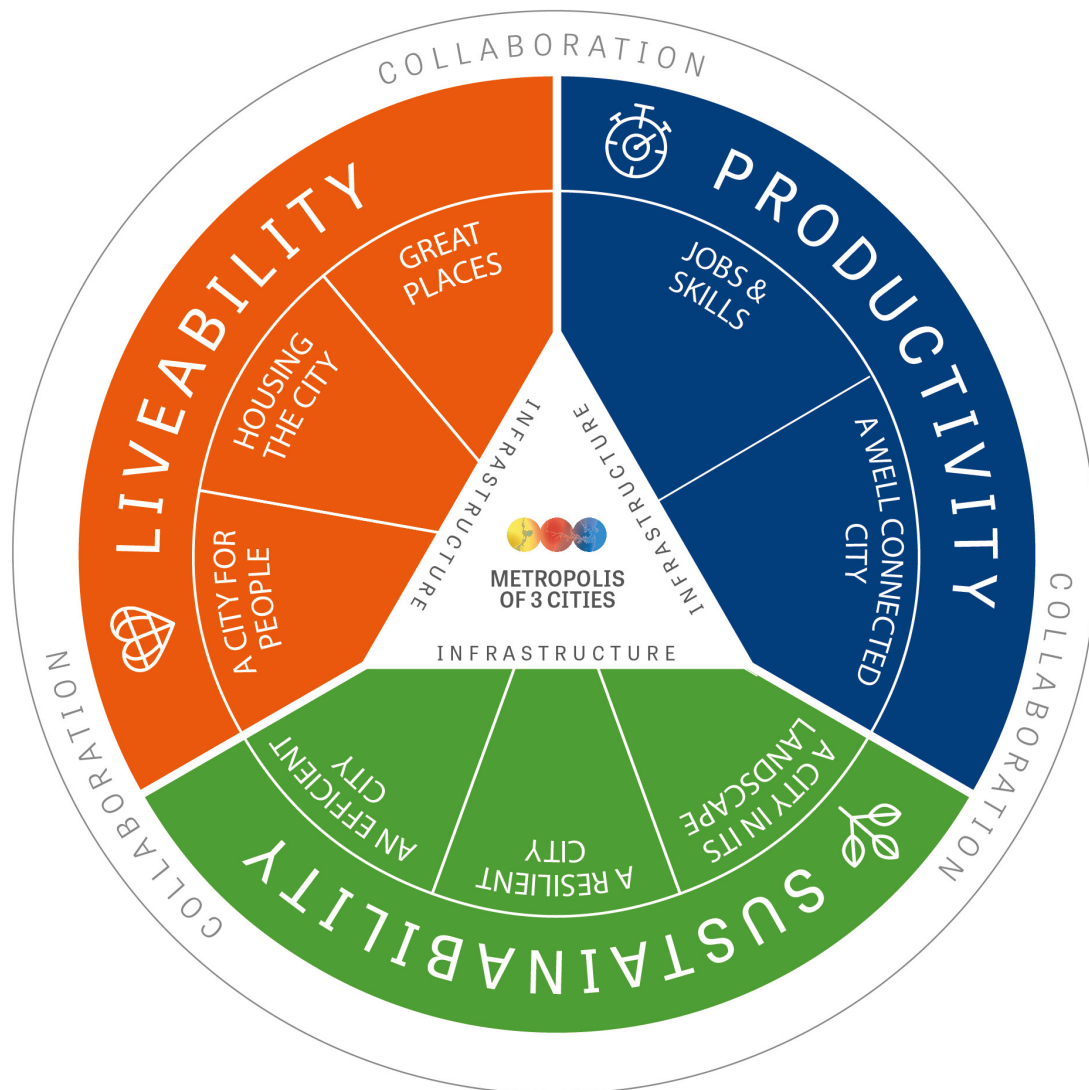 COLLABORATION
LIVEABILITY
GREAT
PLACES
HOUSING
THE CITY
A CITY FOR
PEOPLE
PRODUCTIVITY
JOBS &
SKILLS
A WELL CONNECTED
CITY
SUSTAINABILITY
A CITY IN ITS
LANDSCAPE
A RESILIENT
CITY
AN EFFICIENT
CITY
INFRASTRUCTURE
INFRASTRUCTURE
INFRASTRUCTURE
METROPOLIS
OF 3 CITIES
COLLABORATION
COLLABORATION